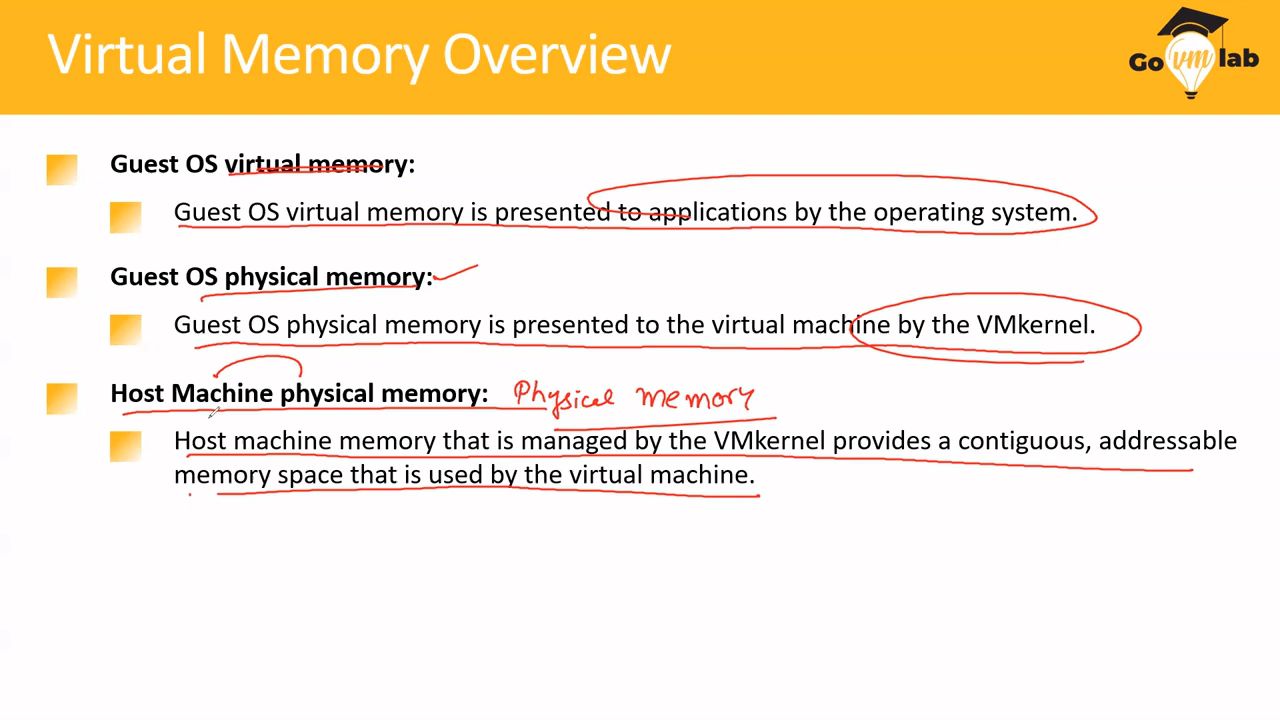 Virtual Memory Overview
Go vm lab
Guest OS virtual memory:
Guest OS virtual memory is presented to applications by the operating system.
Guest OS physical memory:
Guest OS physical memory is presented to the virtual machine by the VMkernel.
Host Machine physical memory: Physical memory
Host machine memory that is managed by the VMkernel provides a contiguous, addressable
memory space that is used by the virtual machine.